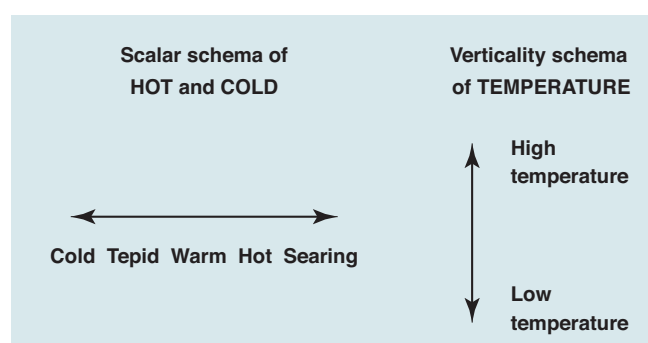 Scalar schema of
HOT and COLD
Cold Tepid Warm Hot Searing
Verticality schema
of TEMPERATURE
High
temperature
Low
temperature